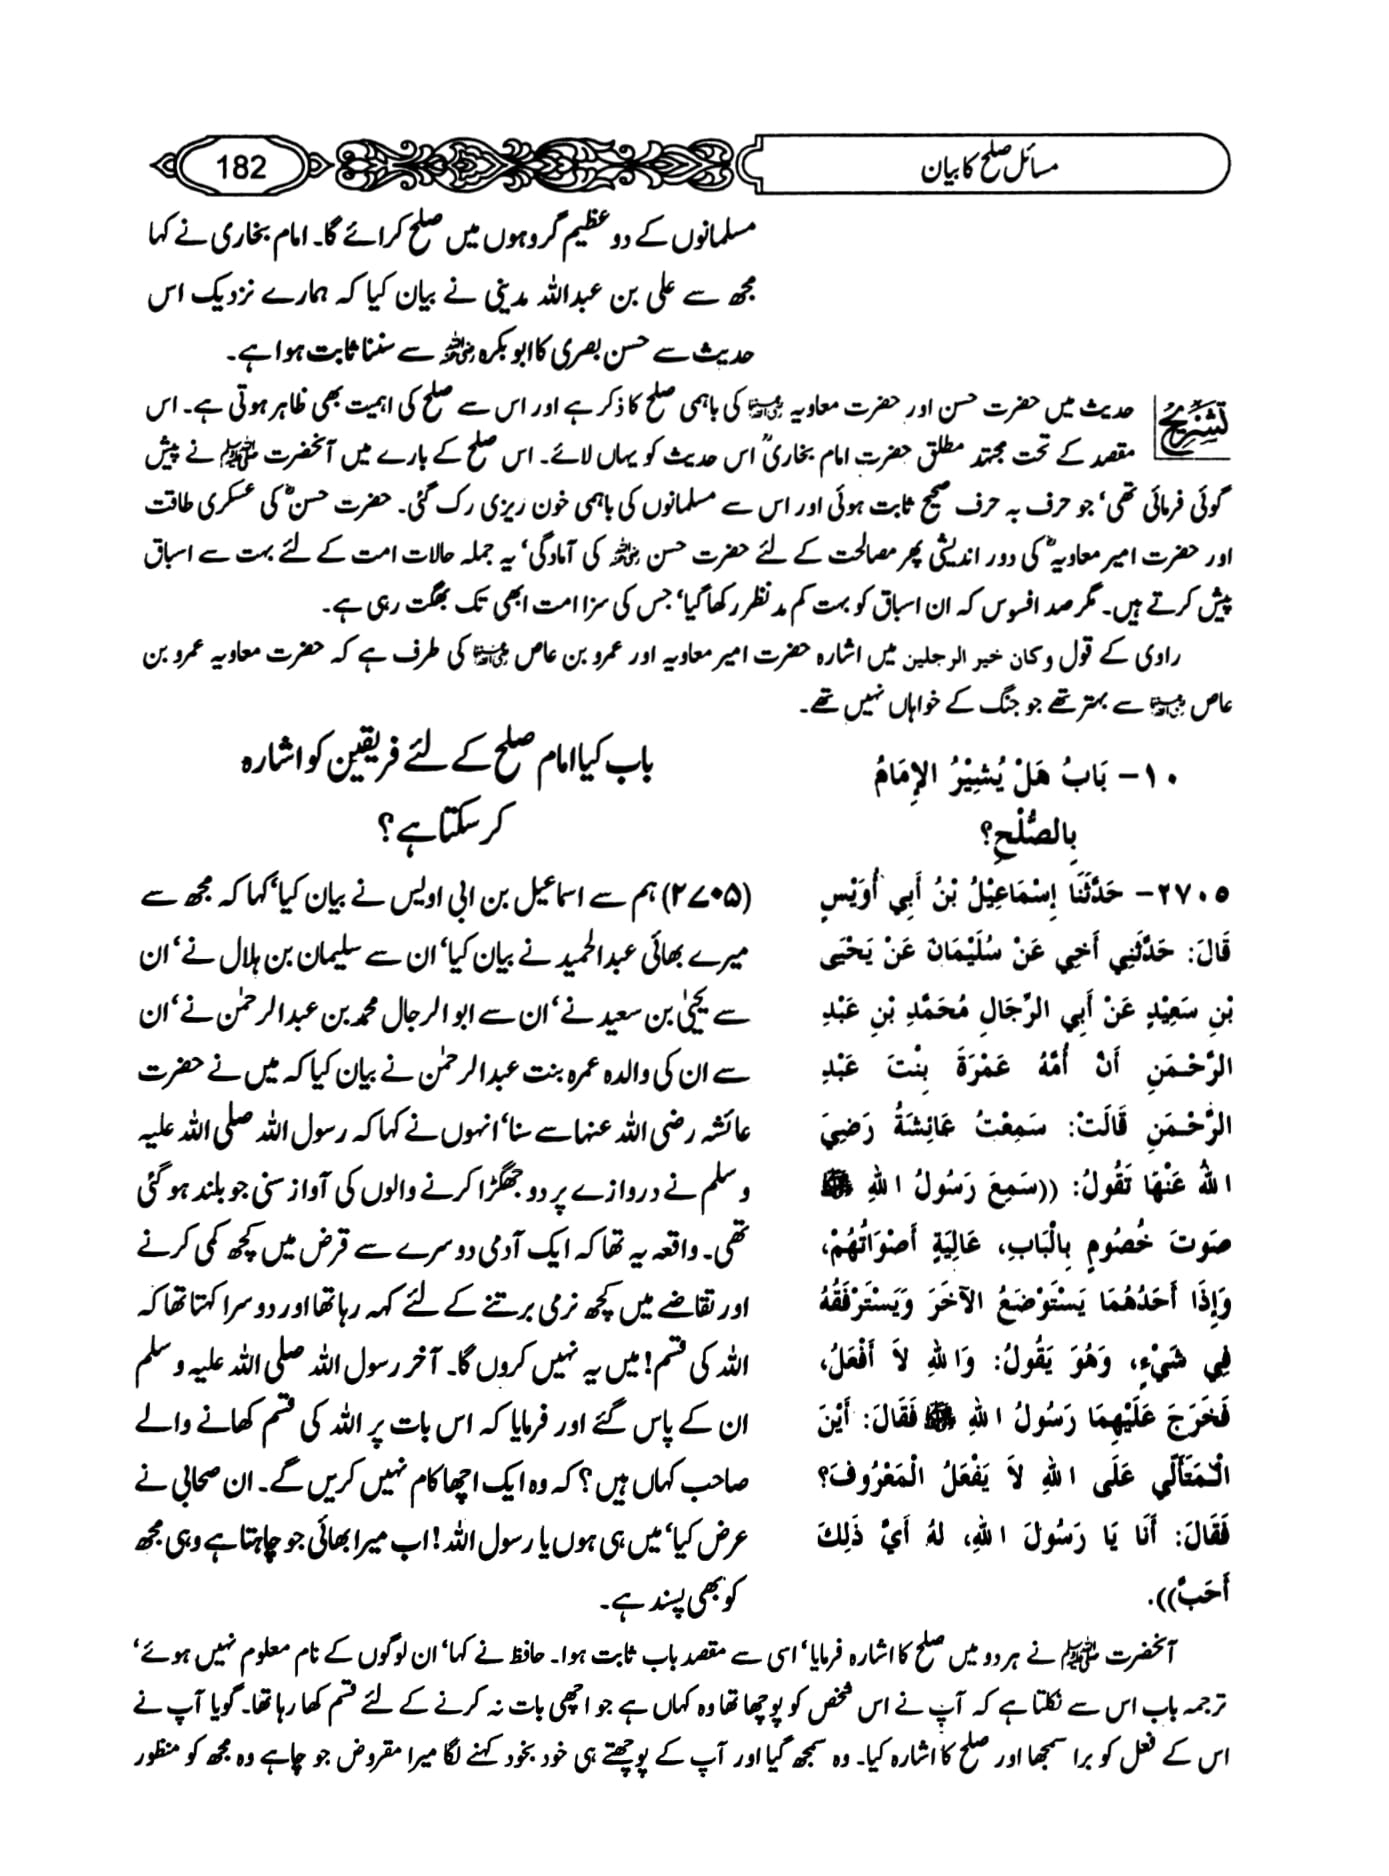 مسائل صلح کا بیان
182
مسلمانوں کے دو عظیم گروہوں میں صلح کرائے گا۔ امام بخاری نے کہا
مجھ سے علی بن عبداللہ مدینی نے بیان کیا کہ ہمارے نزدیک اس
حدیث سے حسن بصری کا ابوبکرہ رضی اللہ عنہ سے سننا ثابت ہوا ہے۔
تشریح
حدیث میں حضرت حسن اور حضرت معاویہ رضی اللہ عنہما کی باہمی صلح کا ذکر ہے اور اس سے صلح کی اہمیت بھی ظاہر ہوتی ہے۔ اس
مقصد کے تحت مجتہد مطلق حضرت امام بخاریؒ اس حدیث کو یہاں لائے۔ اس صلح کے بارے میں آنحضرت ﷺ نے پیش
گوئی فرمائی تھی‘ جو حرف بہ حرف صحیح ثابت ہوئی اور اس سے مسلمانوں کی باہمی خون ریزی رک گئی۔ حضرت حسنؓ کی عسکری طاقت
اور حضرت امیر معاویہؓ کی دور اندیشی پھر مصالحت کے لئے حضرت حسن رضی اللہ عنہ کی آمادگی‘ یہ جملہ حالات امت کے لئے بہت سے اسباق
پیش کرتے ہیں۔ مگر صد افسوس کہ ان اسباق کو بہت کم مد نظر رکھا گیا‘ جس کی سزا امت ابھی تک بھگت رہی ہے۔
راوی کے قول وکان خیر الرجلین میں اشارہ حضرت امیر معاویہ اور عمرو بن عاص رضی اللہ عنہما کی طرف ہے کہ حضرت معاویہ عمرو بن
عاص رضی اللہ عنہما سے بہتر تھے جو جنگ کے خواہاں نہیں تھے۔
١٠- بَابُ هَلْ يُشِيْرُ الإِمَامُ
بِالصُّلْحِ؟
٢٧٠٥- حَدَّثَنَا إِسْمَاعِيْلُ بْنُ أَبِي أُوَيْسٍ
قَالَ: حَدَّثَنِي أَخِي عَنْ سُلَيْمَانَ عَنْ يَحْيَى
بْنِ سَعِيْدٍ عَنْ أَبِي الرِّجَالِ مُحَمَّدِ بْنِ عَبْدِ
الرَّحْمَنِ أَنَّ أُمَّهُ عَمْرَةَ بِنْتَ عَبْدِ
الرَّحْمَنِ قَالَتْ: سَمِعْتُ عَائِشَةَ رَضِيَ
اللهُ عَنْهَا تَقُولُ: ((سَمِعَ رَسُولُ اللهِ ﷺ
صَوتَ خُصُومٍ بِالْبَابِ، عَالِيَةٍ أَصْوَاتُهُمْ،
وَإِذَا أَحَدُهُمَا يَسْتَوْضِعُ الآخَرَ وَيَسْتَرْفَقُهُ
فِي شَيْءٍ، وَهُوَ يَقُولُ: وَاللهِ لاَ أَفْعَلُ،
فَخَرَجَ عَلَيْهِمَا رَسُولُ اللهِ ﷺ فَقَالَ: أَيْنَ
الْمُتَأَلِّي عَلَى اللهِ لاَ يَفْعَلُ الْمَعْرُوفَ؟
فَقَالَ: أَنَا يَا رَسُولَ اللهِ، لهُ أَيُّ ذَلِكَ
أَحَبَّ)).
باب کیا امام صلح کے لئے فریقین کو اشارہ
کر سکتا ہے؟
(۲۷۰۵) ہم سے اسماعیل بن ابی اویس نے بیان کیا‘ کہا کہ مجھ سے
میرے بھائی عبدالحمید نے بیان کیا‘ ان سے سلیمان بن ہلال نے‘ ان
سے یحییٰ بن سعید نے‘ ان سے ابوالرجال محمد بن عبدالرحمٰن نے‘ ان
سے ان کی والدہ عمرہ بنت عبدالرحمٰن نے بیان کیا کہ میں نے حضرت
عائشہ رضی اللہ عنہا سے سنا‘ انہوں نے کہا کہ رسول اللہ صلی اللہ علیہ
و سلم نے دروازے پر دو جھگڑا کرنے والوں کی آواز سنی جو بلند ہو گئی
تھی۔ واقعہ یہ تھا کہ ایک آدمی دوسرے سے قرض میں کچھ کمی کرنے
اور تقاضے میں کچھ نرمی برتنے کے لئے کہہ رہا تھا اور دوسرا کہتا تھا کہ
اللہ کی قسم! میں یہ نہیں کروں گا۔ آخر رسول اللہ صلی اللہ علیہ و سلم
ان کے پاس گئے اور فرمایا کہ اس بات پر اللہ کی قسم کھانے والے
صاحب کہاں ہیں؟ کہ وہ ایک اچھا کام نہیں کریں گے۔ ان صحابی نے
عرض کیا‘ میں ہی ہوں یا رسول اللہ! اب میرا بھائی جو چاہتا ہے وہی مجھ
کو بھی پسند ہے۔
آنحضرت ﷺ نے ہر دو میں صلح کا اشارہ فرمایا‘ اسی سے مقصد باب ثابت ہوا۔ حافظ نے کہا‘ ان لوگوں کے نام معلوم نہیں ہوئے‘
ترجمہ باب اس سے نکلتا ہے کہ آپ نے اس شخص کو پوچھا تھا وہ کہاں ہے جو اچھی بات نہ کرنے کے لئے قسم کھا رہا تھا۔ گویا آپ نے
اس کے فعل کو برا سمجھا اور صلح کا اشارہ کیا۔ وہ سمجھ گیا اور آپ کے پوچھتے ہی خود بخود کہنے لگا میرا مقروض جو چاہے وہ مجھ کو منظور